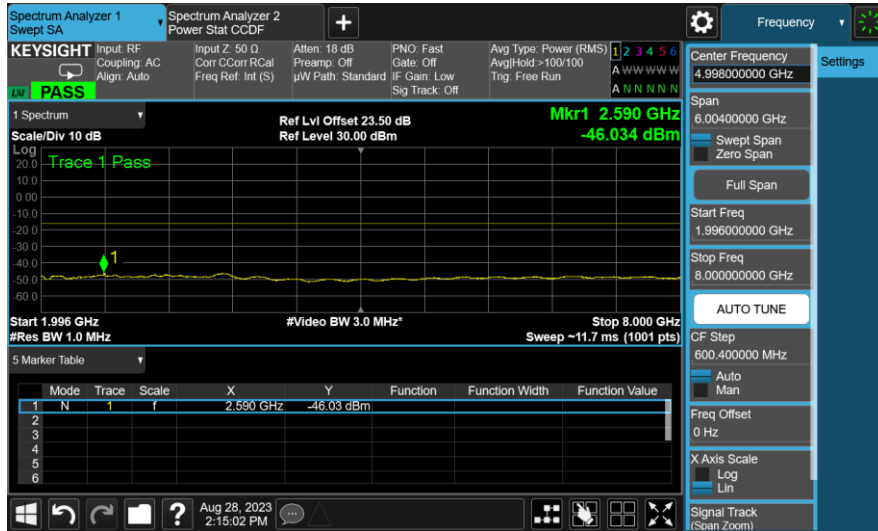 Spectrum Analyzer 1
Swept SA
Spectrum Analyzer 2
Power Stat CCDF
+
Frequency
KEYSIGHT
Input: RF
Coupling: AC
Align: Auto
Input Z: 50 Ω
Corr CCorr RCal
Freq Ref: Int (S)
Atten: 18 dB
Preamp: Off
µW Path: Standard
PNO: Fast
Gate: Off
IF Gain: Low
Sig Track: Off
Avg Type: Power (RMS)
Avg|Hold:>100/100
Trig: Free Run
1 2 3 4 5 6
A W W W W W
A N N N N N
LXI
PASS
1 Spectrum
Scale/Div 10 dB
Ref Lvl Offset 23.50 dB
Ref Level 30.00 dBm
Mkr1 2.590 GHz
-46.034 dBm
Log
Trace 1 Pass
20.0
10.0
0.00
-10.0
-20.0
-30.0
-40.0
-50.0
-60.0
1
Start 1.996 GHz
#Res BW 1.0 MHz
#Video BW 3.0 MHz*
Stop 8.000 GHz
Sweep ~11.7 ms (1001 pts)
5 Marker Table
Mode Trace Scale X Y Function Function Width Function Value
1 N 1 f 2.590 GHz -46.03 dBm
2
3
4
5
6
?
Aug 28, 2023
2:15:02 PM
Center Frequency
4.998000000 GHz
Settings
Span
6.00400000 GHz
Swept Span
Zero Span
Full Span
Start Freq
1.996000000 GHz
Stop Freq
8.000000000 GHz
AUTO TUNE
CF Step
600.400000 MHz
Auto
Man
Freq Offset
0 Hz
X Axis Scale
Log
Lin
Signal Track
(Span Zoom)